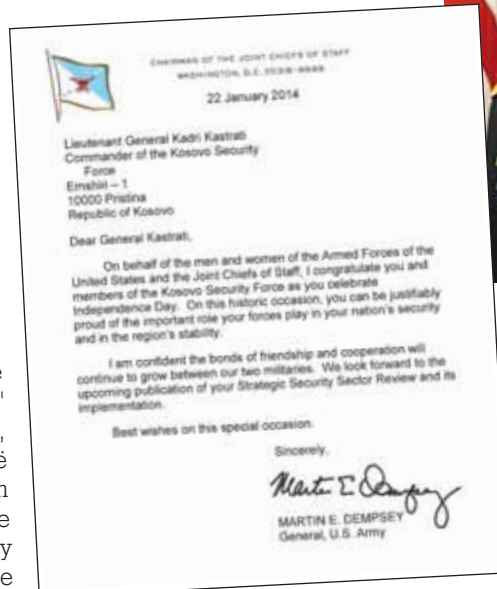 CHAIRMAN OF THE JOINT CHIEFS OF STAFF
WASHINGTON, D.C. 20318-9999
22 January 2014
Lieutenant General Kadri Kastrati
Commander of the Kosovo Security
Force
Emshiri – 1
10000 Pristina
Republic of Kosovo
Dear General Kastrati,
On behalf of the men and women of the Armed Forces of the
United States and the Joint Chiefs of Staff, I congratulate you and
members of the Kosovo Security Force as you celebrate
Independence Day. On this historic occasion, you can be justifiably
proud of the important role your forces play in your nation's security
and in the region's stability.
I am confident the bonds of friendship and cooperation will
continue to grow between our two militaries. We look forward to the
upcoming publication of your Strategic Security Sector Review and its
implementation.
Best wishes on this special occasion.
Sincerely,
Martin E Dempsey
MARTIN E. DEMPSEY
General, U.S. Army